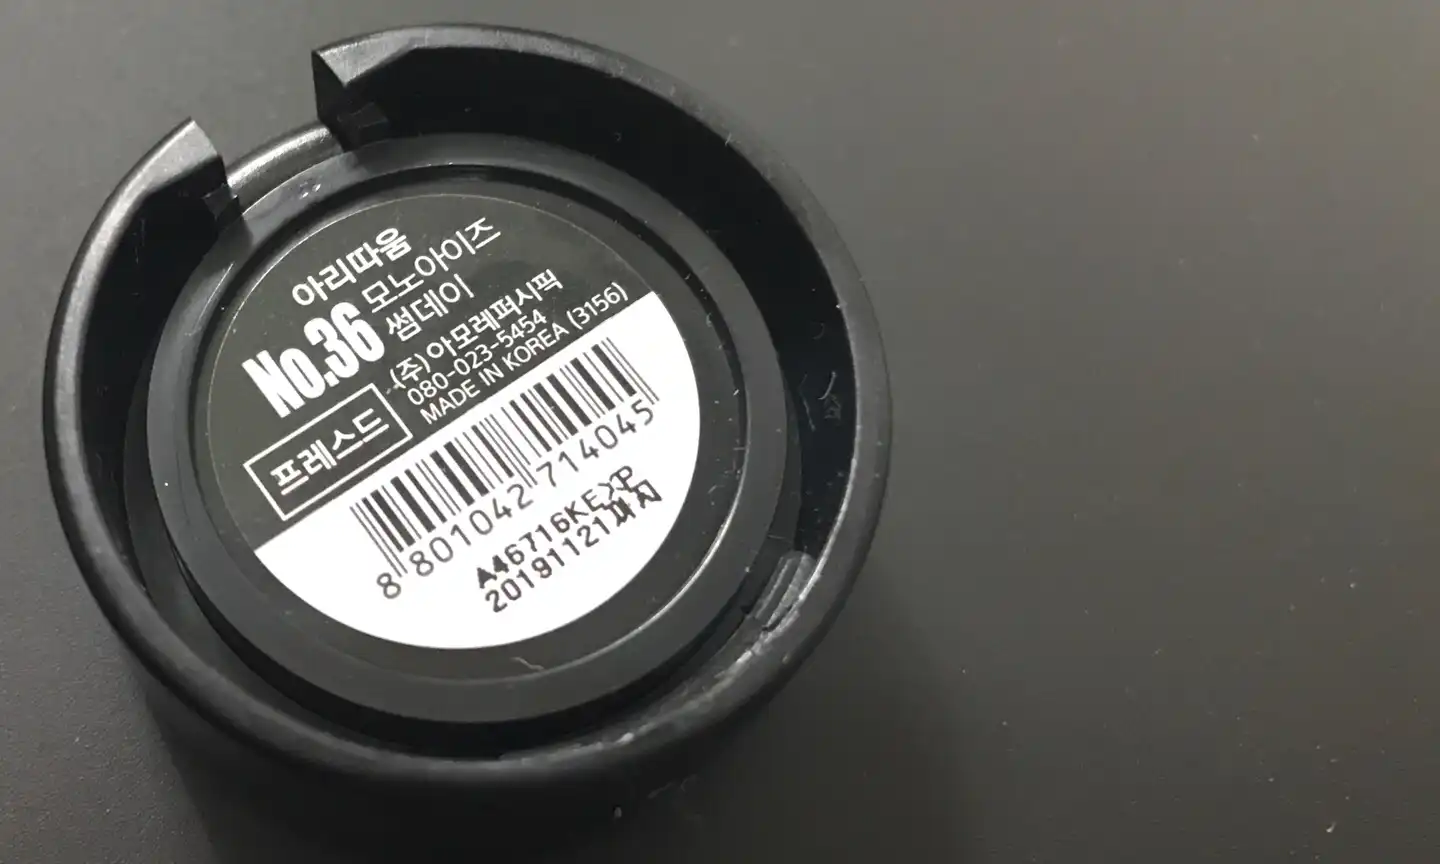 아리따움
No.36
모노아이즈
썸데이
프레스드
(주)아모레퍼시픽
080-023-5454
MADE IN KOREA (3156)
8 801042 714045
A46716KEXP
20191121까지